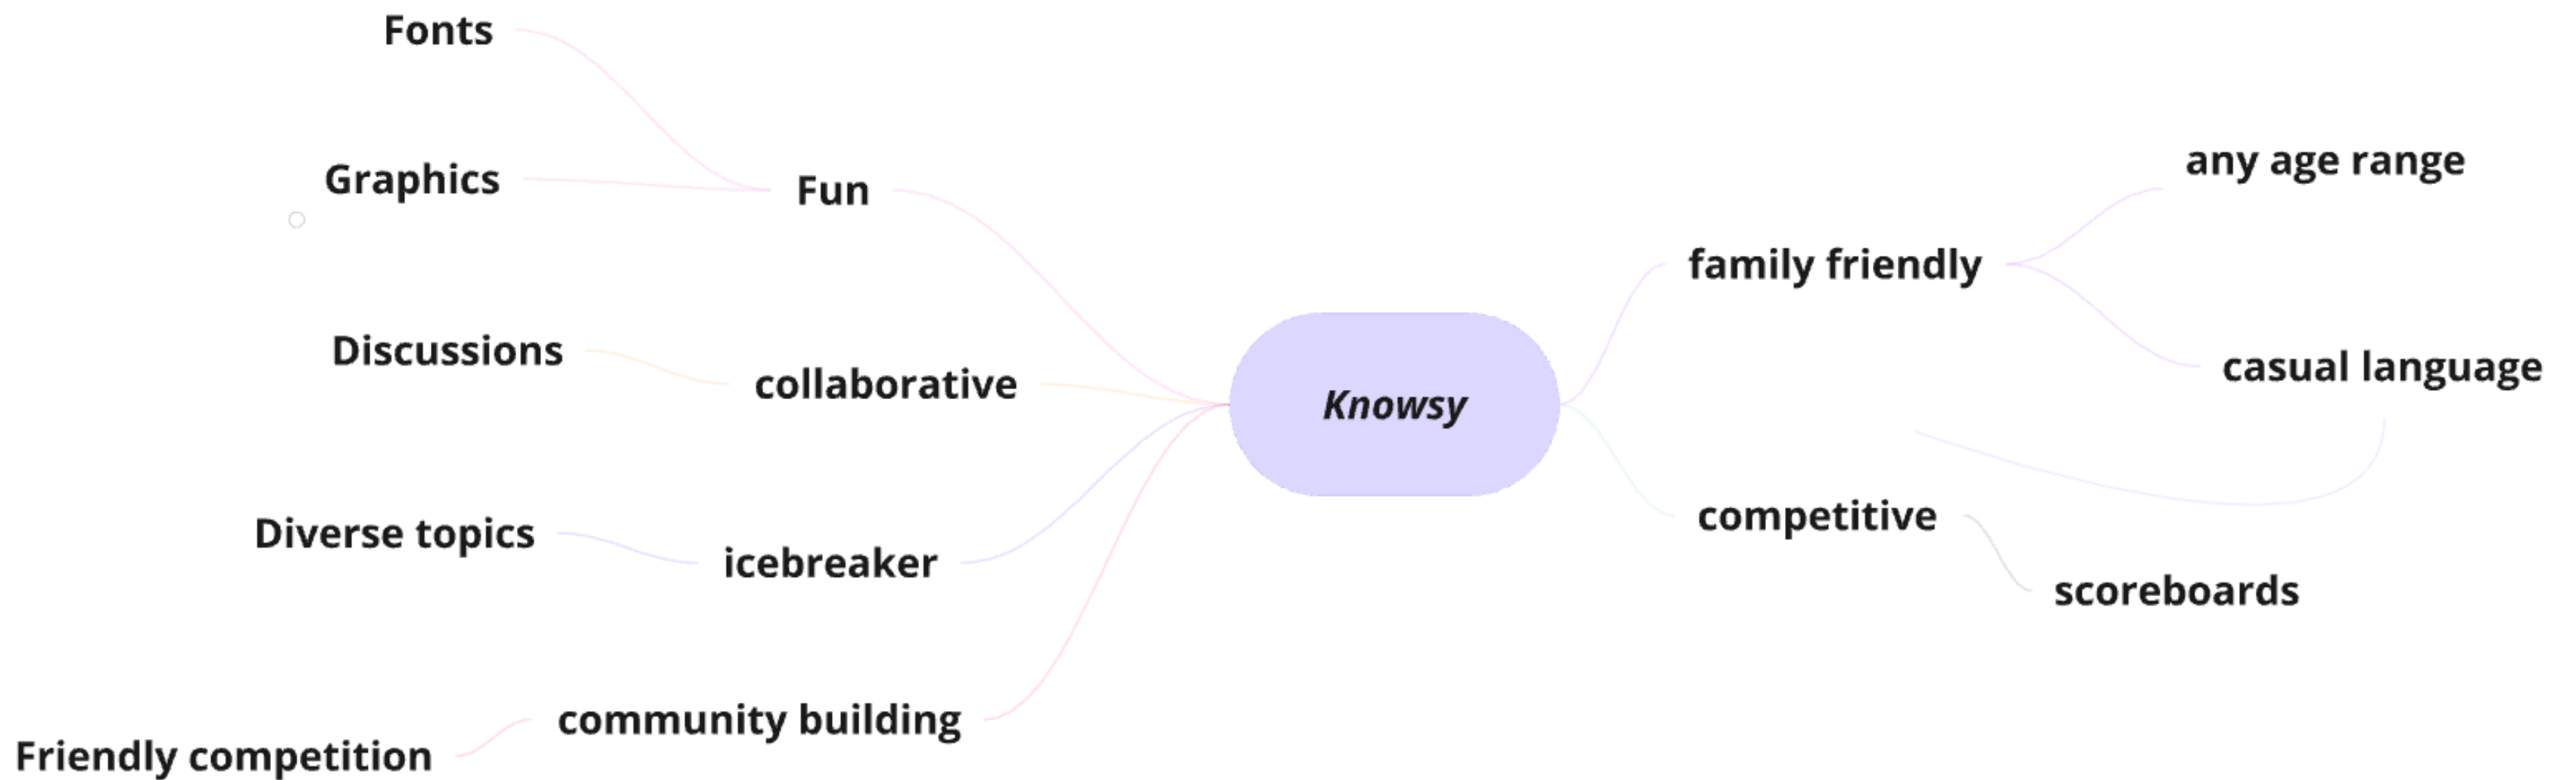 Fonts
Graphics
Fun
Discussions
collaborative
Diverse topics
icebreaker
community building
Friendly competition
Knowsy
any age range
family friendly
casual language
competitive
scoreboards